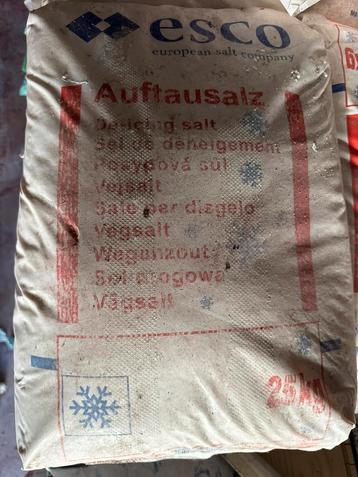 esco
european salt company
Auftausalz
De-icing salt
Sel de déneigement
Posypová sůl
Vejsalt
Sale per disgelo
Vegsalt
Wegenzout
Sól drogowa
Vägsalt
25 kg